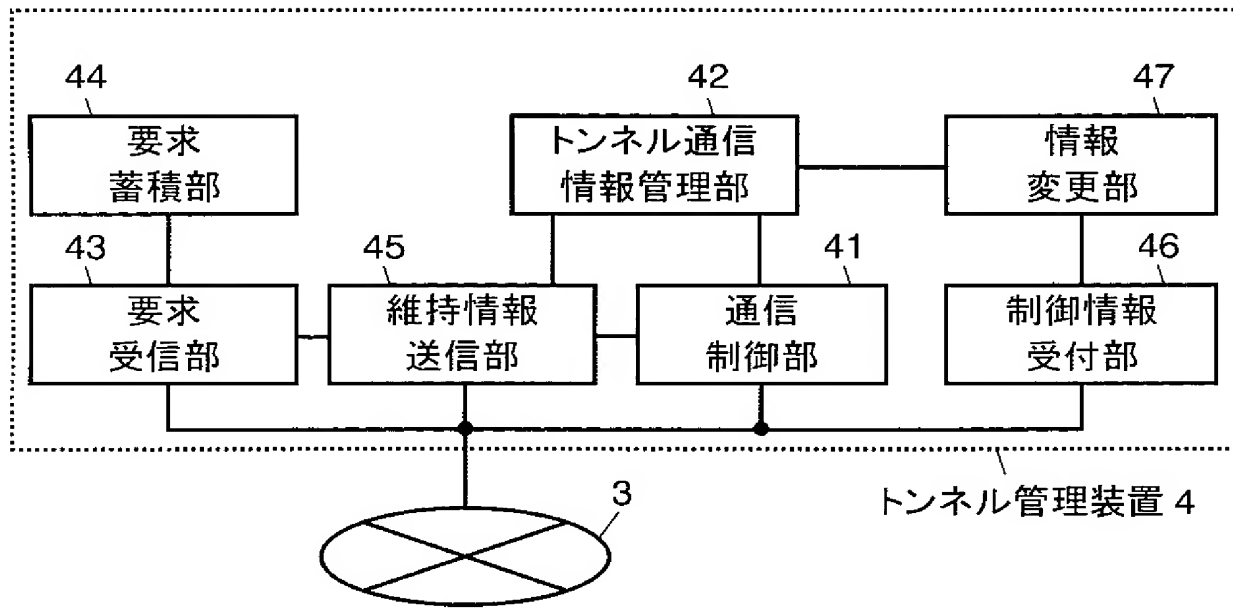 44
要求
蓄積部
42
トンネル通信
情報管理部
47
情報
変更部
43
要求
受信部
45
維持情報
送信部
41
通信
制御部
46
制御情報
受付部
トンネル管理装置 4
3